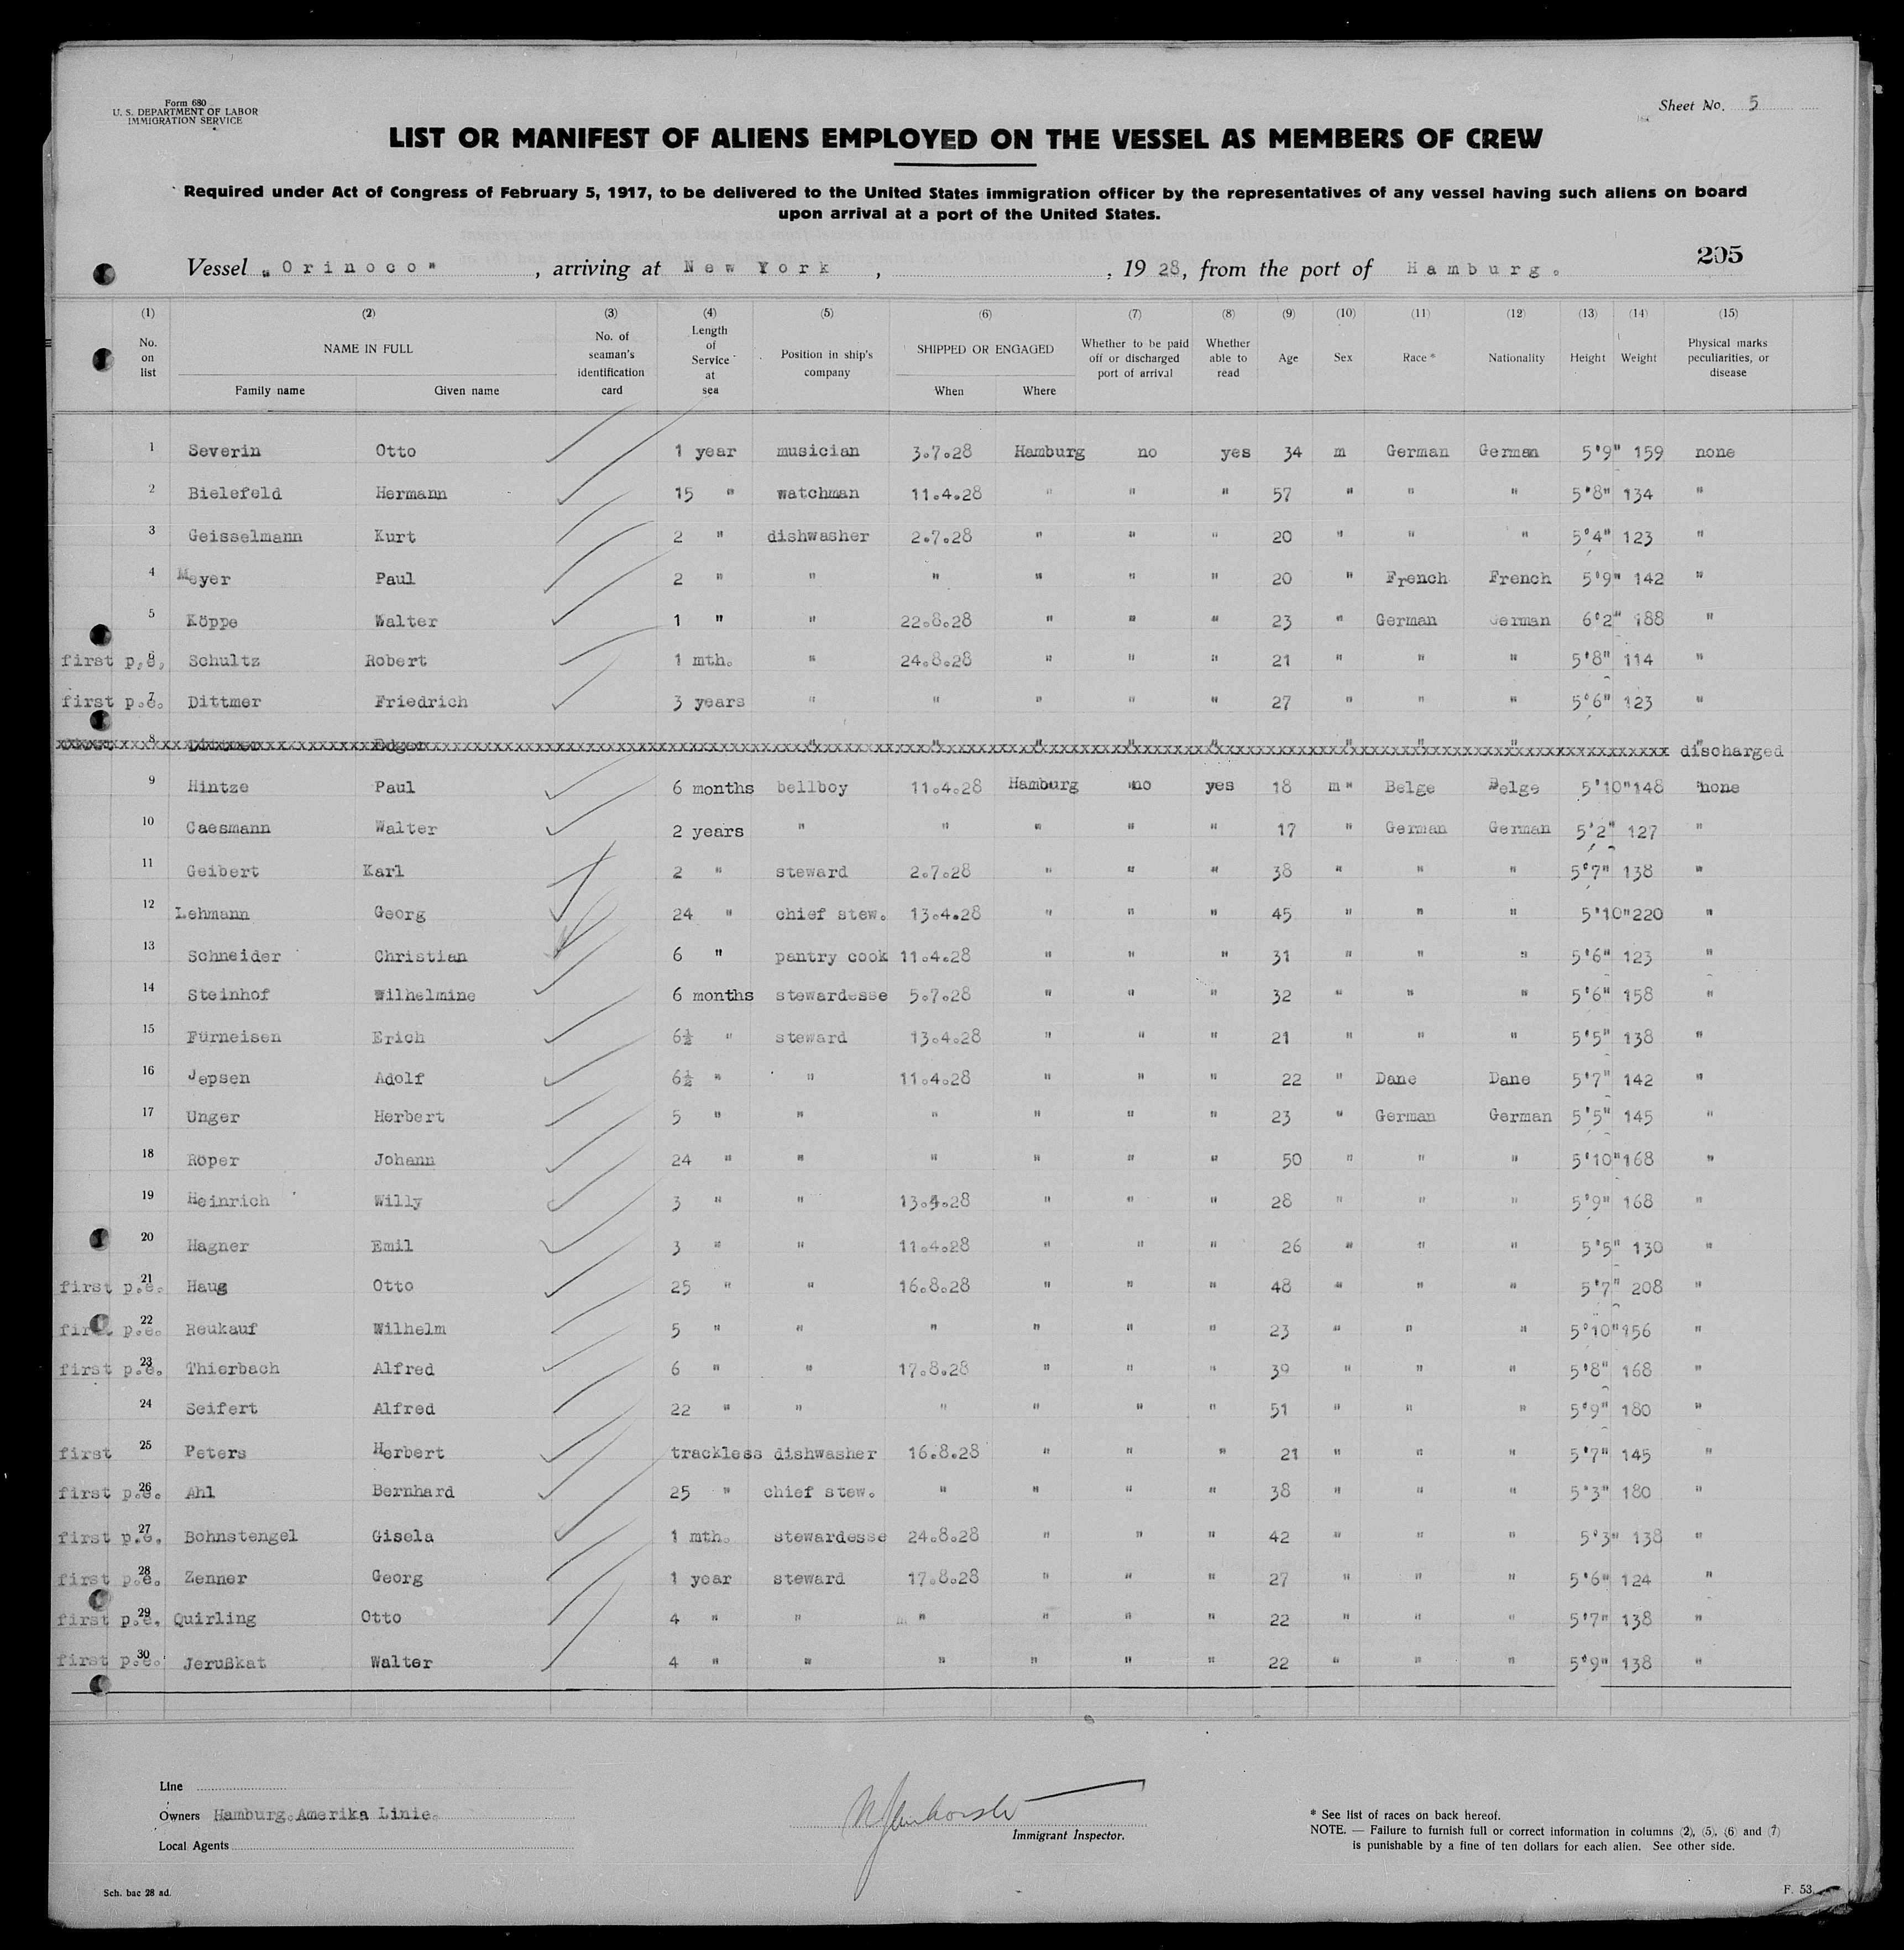 Form 680
U. S. DEPARTMENT OF LABOR
IMMIGRATION SERVICE
Sheet No. 5
LIST OR MANIFEST OF ALIENS EMPLOYED ON THE VESSEL AS MEMBERS OF CREW
Required under Act of Congress of February 5, 1917, to be delivered to the United States immigration officer by the representatives of any vessel having such aliens on board
upon arrival at a port of the United States.
205
Vessel „Orinoco" , arriving at New York , , 1928, from the port of Hamburg.
(1) (2) (3) (4) (5) (6) (7) (8) (9) (10) (11) (12) (13) (14) (15)
No. on list NAME IN FULL Family name Given name No. of seaman's identification card Length of Service at sea Position in ship's company SHIPPED OR ENGAGED When Where Whether to be paid off or discharged port of arrival Whether able to read Age Sex Race * Nationality Height Weight Physical marks peculiarities, or disease
1 Severin Otto 1 year musician 3.7.28 Hamburg no yes 34 m German German 5'9" 159 none
2 Bielefeld Hermann 15 " watchman 11.4.28 " " " 57 " " " 5'8" 134 "
3 Geisselmann Kurt 2 " dishwasher 2.7.28 " " " 20 " " " 5'4" 123 "
4 Meyer Paul 2 " " " " " " 20 " French French 5'9" 142 "
5 Köppe Walter 1 " " 22.8.28 " " " 23 " German German 6'2" 188 "
first p.e. 6 Schultz Robert 1 mth. " 24.8.28 " " " 21 " " " 5'8" 114 "
first p.e. 7 Dittmer Friedrich 3 years " " " " " 27 " " " 5'6" 123 "
8 Dittmer Edgar " " " " " " " " " discharged
9 Hintze Paul 6 months bellboy 11.4.28 Hamburg no yes 18 m" Belge Belge 5'10" 148 "none
10 Caesmann Walter 2 years " " " " " 17 " German German 5'2" 127 "
11 Geibert Karl 2 " steward 2.7.28 " " " 38 " " " 5'7" 138 "
12 Lehmann Georg 24 " chief stew. 13.4.28 " " " 45 " " " 5'10" 220 "
13 Schneider Christian 6 " pantry cook 11.4.28 " " " 31 " " " 5'6" 123 "
14 Steinhof Wilhelmine 6 months stewardesse 5.7.28 " " " 32 " " " 5'6" 158 "
15 Fürneisen Erich 6½ " steward 13.4.28 " " " 21 " " " 5'5" 138 "
16 Jepsen Adolf 6½ " " 11.4.28 " " " 22 " Dane Dane 5'7" 142 "
17 Unger Herbert 5 " " " " " " 23 " German German 5'5" 145 "
18 Röper Johann 24 " " " " " " 50 " " " 5'10" 168 "
19 Heinrich Willy 3 " " 13.4.28 " " " 28 " " " 5'9" 168 "
20 Hagner Emil 3 " " 11.4.28 " " " 26 " " " 5'5" 130 "
first p.e. 21 Haug Otto 25 " " 16.8.28 " " " 48 " " " 5'7" 208 "
first p.e. 22 Reukauf Wilhelm 5 " " " " " " 23 " " " 5'10" 156 "
first p.e. 23 Thierbach Alfred 6 " " 17.8.28 " " " 39 " " " 5'8" 168 "
24 Seifert Alfred 22 " " " " " " 51 " " " 5'9" 180 "
first 25 Peters Herbert trackless dishwasher 16.8.28 " " " 21 " " " 5'7" 145 "
first p.e. 26 Ahl Bernhard 25 " chief stew. " " " " 38 " " " 5'3" 180 "
first p.e. 27 Bohnstengel Gisela 1 mth. stewardesse 24.8.28 " " " 42 " " " 5'3" 138 "
first p.e. 28 Zenner Georg 1 year steward 17.8.28 " " " 27 " " " 5'6" 124 "
first p.e. 29 Quirling Otto 4 " " " " " " 22 " " " 5'7" 138 "
first p.e. 30 Jerußkat Walter 4 " " " " " " 22 " " " 5'9" 138 "
Line
Owners Hamburg.Amerika Linie.
Local Agents
Immigrant Inspector.
* See list of races on back hereof.
NOTE. — Failure to furnish full or correct information in columns (2), (5), (6) and (7)
is punishable by a fine of ten dollars for each alien. See other side.
Sch. bac 28 ad.
F. 53